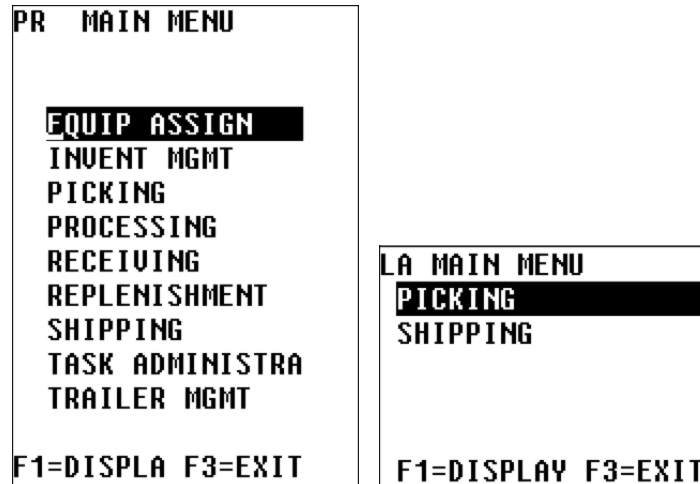 PR MAIN MENU
EQUIP ASSIGN
INVENT MGMT
PICKING
PROCESSING
RECEIVING
REPLENISHMENT
SHIPPING
TASK ADMINISTRA
TRAILER MGMT
F1=DISPLA F3=EXIT
LA MAIN MENU
PICKING
SHIPPING
F1=DISPLAY F3=EXIT